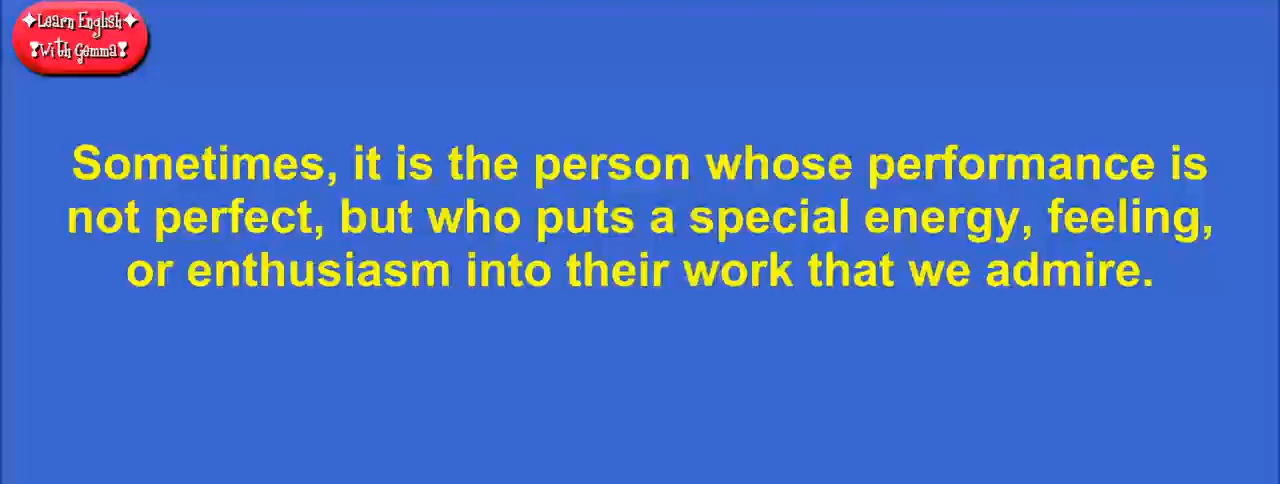 Learn English
With Gemma
Sometimes, it is the person whose performance is
not perfect, but who puts a special energy, feeling,
or enthusiasm into their work that we admire.